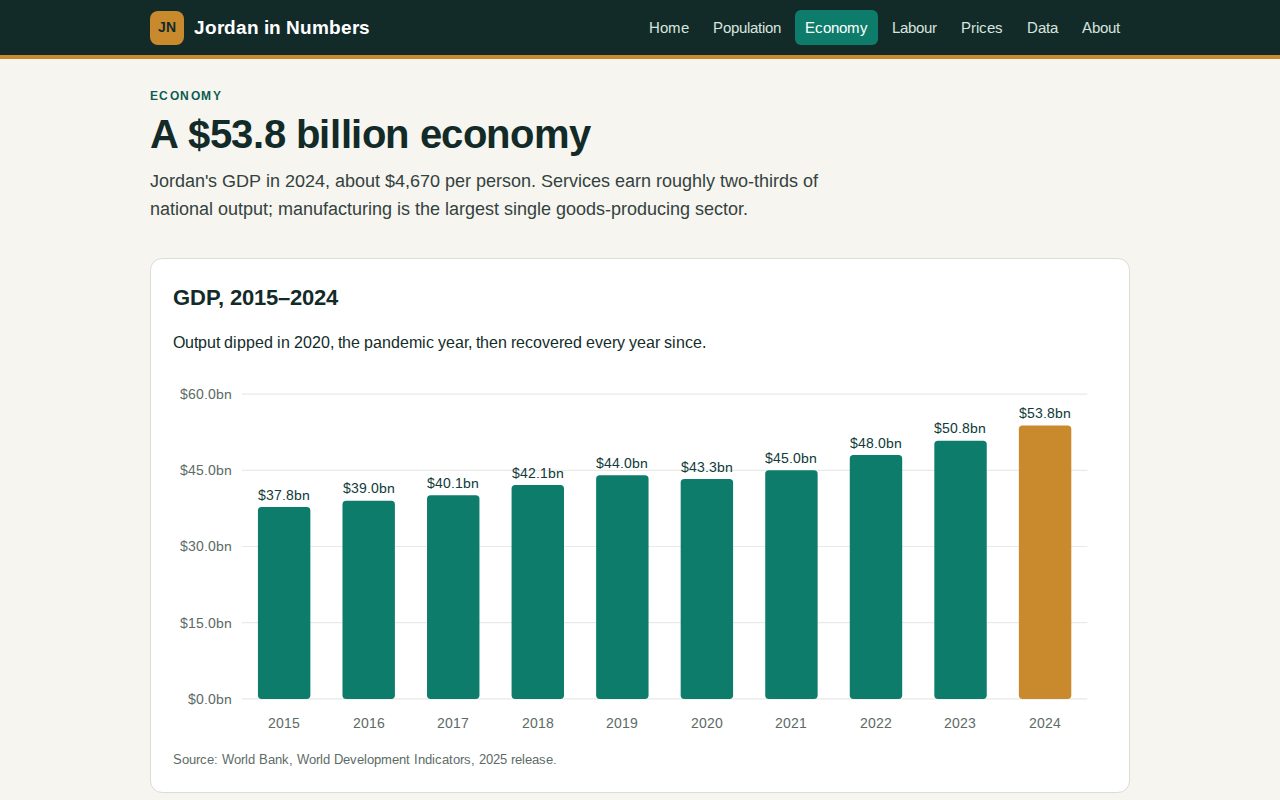 JN Jordan in Numbers Home Population Economy Labour Prices Data About
ECONOMY
A $53.8 billion economy
Jordan's GDP in 2024, about $4,670 per person. Services earn roughly two-thirds of
national output; manufacturing is the largest single goods-producing sector.
GDP, 2015–2024
Output dipped in 2020, the pandemic year, then recovered every year since.
$60.0bn
$45.0bn
$30.0bn
$15.0bn
$0.0bn
$37.8bn
$39.0bn
$40.1bn
$42.1bn
$44.0bn
$43.3bn
$45.0bn
$48.0bn
$50.8bn
$53.8bn
2015 2016 2017 2018 2019 2020 2021 2022 2023 2024
Source: World Bank, World Development Indicators, 2025 release.